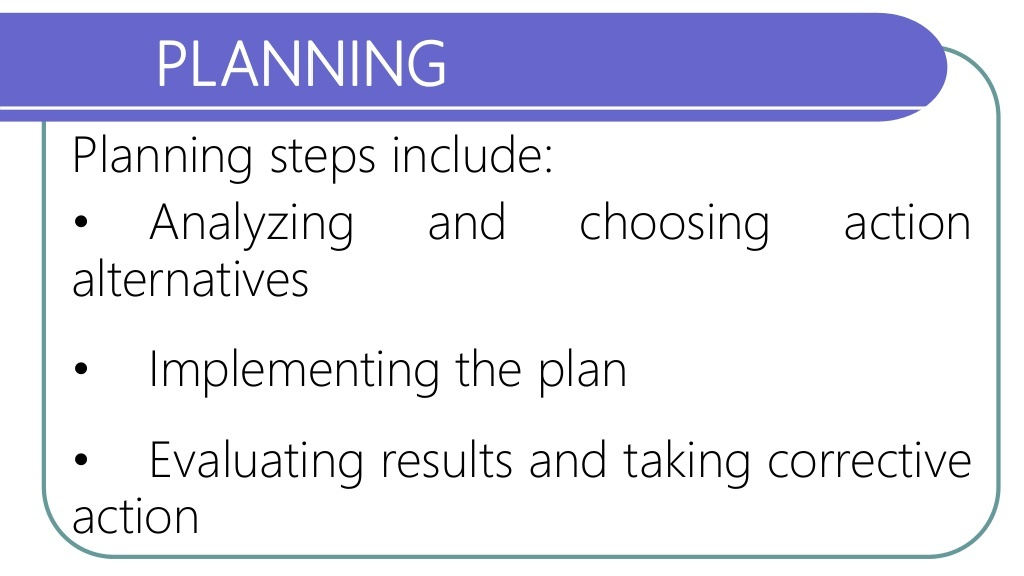 PLANNING
Planning steps include:
• Analyzing and choosing action
alternatives
• Implementing the plan
• Evaluating results and taking corrective
action